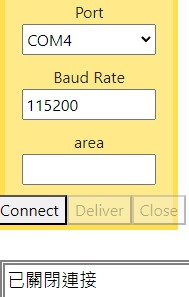 Port
COM4
Baud Rate
115200
area
Connect Deliver Close
已關閉連接